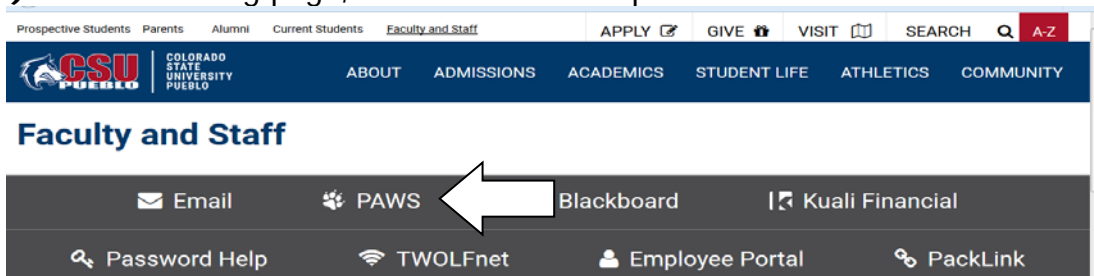 Prospective Students Parents Alumni Current Students Faculty and Staff APPLY GIVE VISIT SEARCH A-Z
CSU PUEBLO COLORADO STATE UNIVERSITY PUEBLO ABOUT ADMISSIONS ACADEMICS STUDENT LIFE ATHLETICS COMMUNITY
Faculty and Staff
Email PAWS Blackboard Kuali Financial
Password Help TWOLFnet Employee Portal PackLink